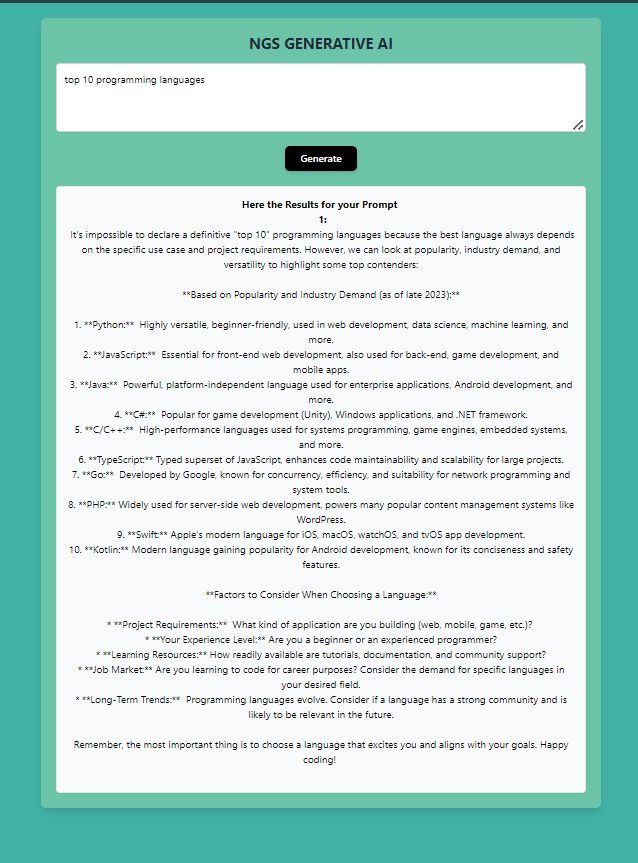 NGS GENERATIVE AI
top 10 programming languages
Generate
Here the Results for your Prompt
1:
It's impossible to declare a definitive "top 10" programming languages because the best language always depends
on the specific use case and project requirements. However, we can look at popularity, industry demand, and
versatility to highlight some top contenders:
**Based on Popularity and Industry Demand (as of late 2023):**
1. **Python:**  Highly versatile, beginner-friendly, used in web development, data science, machine learning, and
more.
2. **JavaScript:**  Essential for front-end web development, also used for back-end, game development, and
mobile apps.
3. **Java:**  Powerful, platform-independent language used for enterprise applications, Android development, and
more.
4. **C#:**  Popular for game development (Unity), Windows applications, and .NET framework.
5. **C/C++:**  High-performance languages used for systems programming, game engines, embedded systems,
and more.
6. **TypeScript:** Typed superset of JavaScript, enhances code maintainability and scalability for large projects.
7. **Go:**  Developed by Google, known for concurrency, efficiency, and suitability for network programming and
system tools.
8. **PHP:** Widely used for server-side web development, powers many popular content management systems like
WordPress.
9. **Swift:** Apple's modern language for iOS, macOS, watchOS, and tvOS app development.
10. **Kotlin:** Modern language gaining popularity for Android development, known for its conciseness and safety
features.
**Factors to Consider When Choosing a Language:**
* **Project Requirements:**  What kind of application are you building (web, mobile, game, etc.)?
* **Your Experience Level:** Are you a beginner or an experienced programmer?
* **Learning Resources:** How readily available are tutorials, documentation, and community support?
* **Job Market:** Are you learning to code for career purposes? Consider the demand for specific languages in
your desired field.
* **Long-Term Trends:**  Programming languages evolve. Consider if a language has a strong community and is
likely to be relevant in the future.
Remember, the most important thing is to choose a language that excites you and aligns with your goals. Happy
coding!